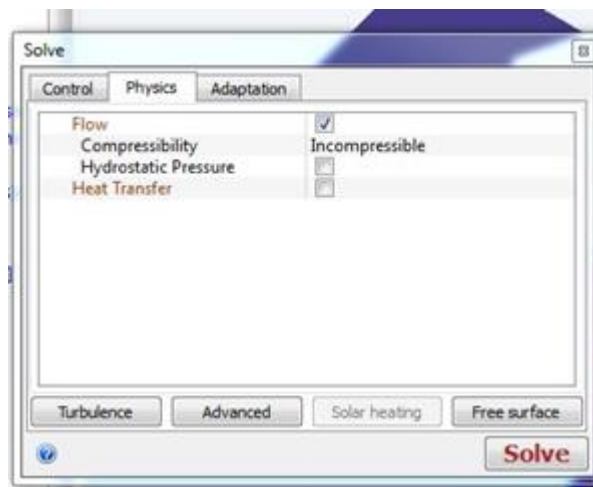 Solve
Control Physics Adaptation
Flow
Compressibility Incompressible
Hydrostatic Pressure
Heat Transfer
Turbulence Advanced Solar heating Free surface
Solve